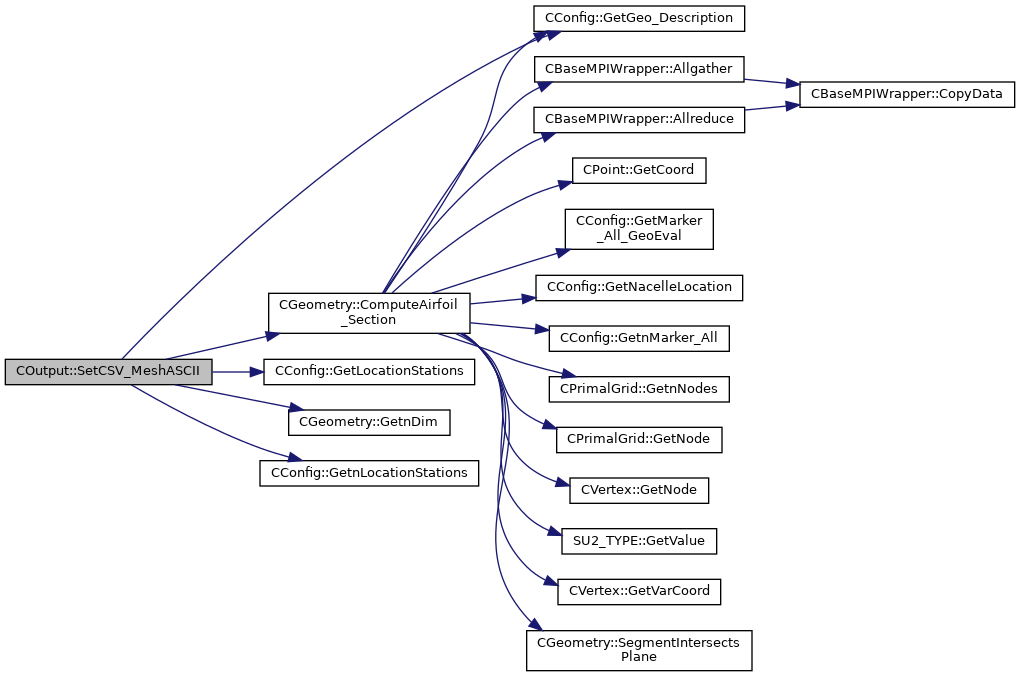 CConfig::GetGeo_Description
CBaseMPIWrapper::Allgather
CBaseMPIWrapper::CopyData
CBaseMPIWrapper::Allreduce
CPoint::GetCoord
CConfig::GetMarker
_All_GeoEval
CConfig::GetNacelleLocation
CGeometry::ComputeAirfoil
_Section
CConfig::GetnMarker_All
COutput::SetCSV_MeshASCII
CConfig::GetLocationStations
CPrimalGrid::GetnNodes
CGeometry::GetnDim
CPrimalGrid::GetNode
CConfig::GetnLocationStations
CVertex::GetNode
SU2_TYPE::GetValue
CVertex::GetVarCoord
CGeometry::SegmentIntersects
Plane